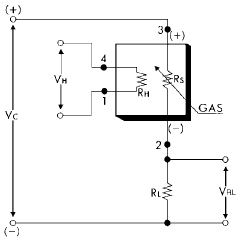 (+)
3
(+)
4
VH
RH
RS
1
GAS
VC
(-)
2
RL
VRL
(-)